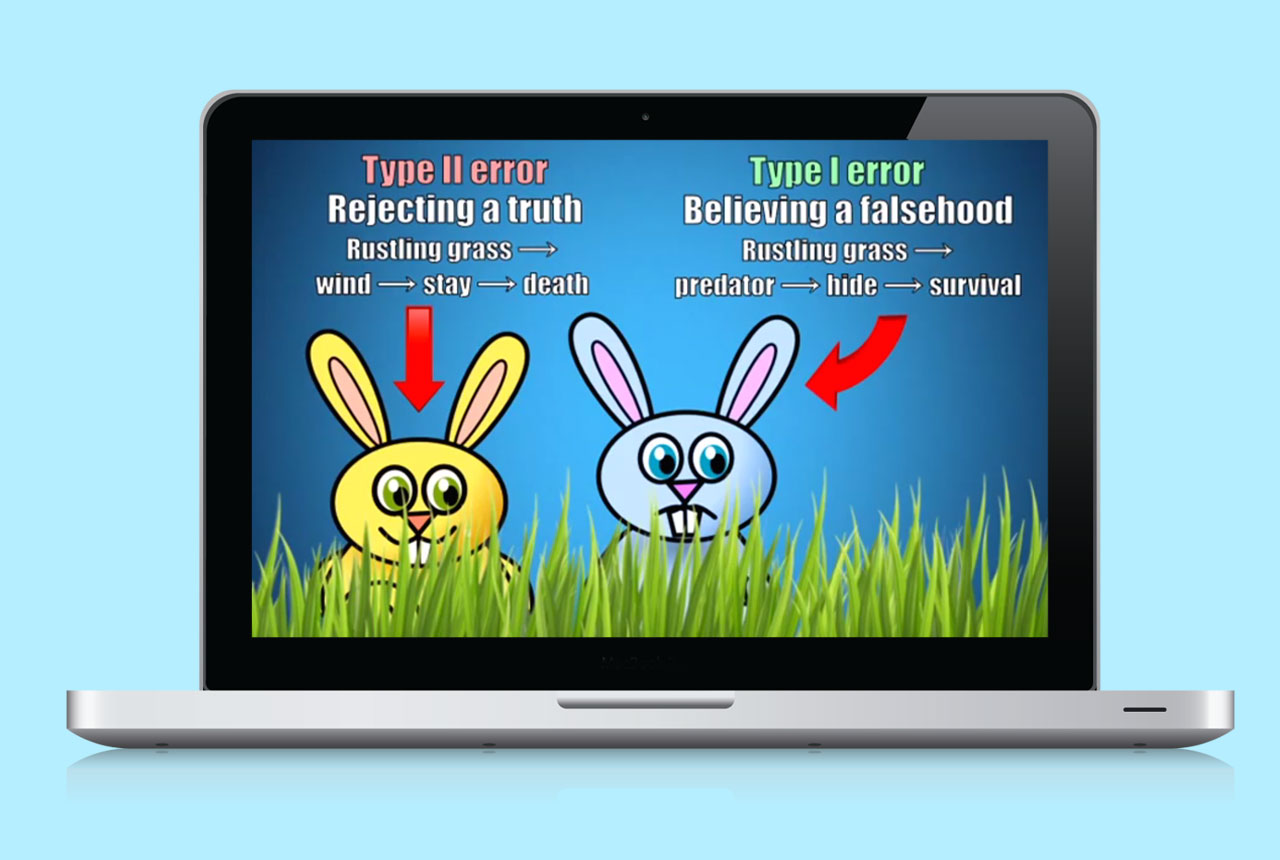 Type II error
Rejecting a truth
Rustling grass →
wind → stay → death
Type I error
Believing a falsehood
Rustling grass →
predator → hide → survival